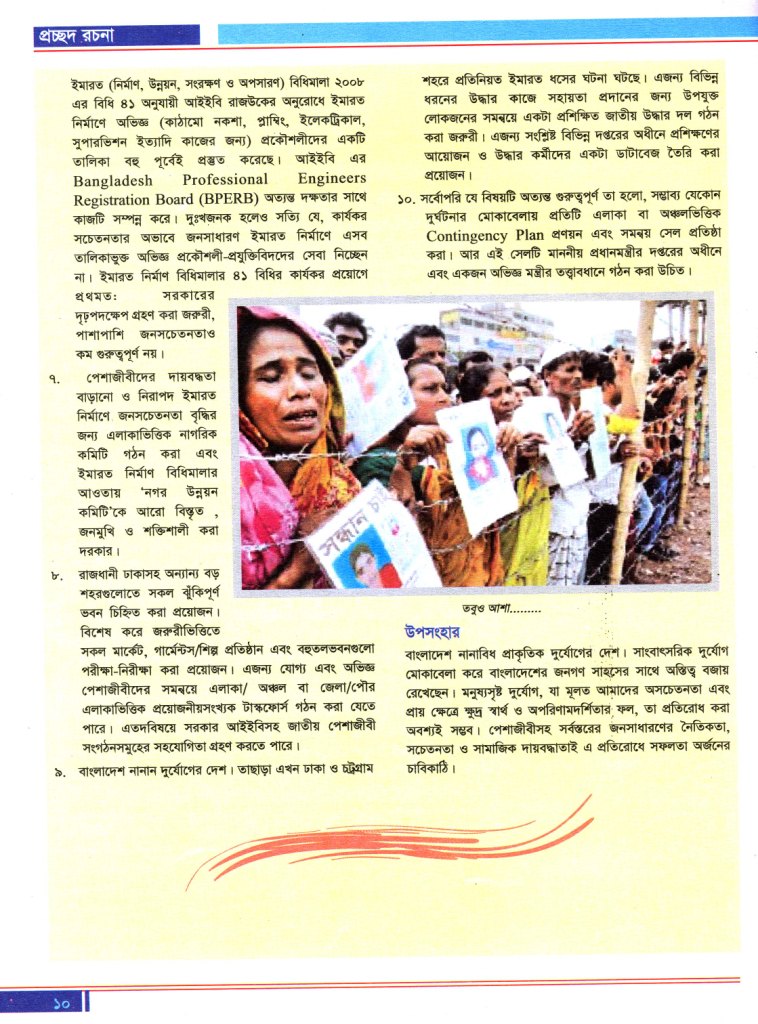 প্রচ্ছদ রচনা
ইমারত (নির্মাণ, উন্নয়ন, সংরক্ষণ ও অপসারণ) বিধিমালা ২০০৮
এর বিধি ৪১ অনুযায়ী আইইবি রাজউকের অনুরোধে ইমারত
নির্মাণে অভিজ্ঞ (কাঠামো নকশা, প্লাম্বিং, ইলেকট্রিকাল,
সুপারভিশন ইত্যাদি কাজের জন্য) প্রকৌশলীদের একটি
তালিকা বহু পূর্বেই প্রস্তুত করেছে। আইইবি এর
Bangladesh Professional Engineers
Registration Board (BPERB) অত্যন্ত দক্ষতার সাথে
কাজটি সম্পন্ন করে। দুঃখজনক হলেও সত্যি যে, কার্যকর
সচেতনতার অভাবে জনসাধারণ ইমারত নির্মাণে এসব
তালিকাভুক্ত অভিজ্ঞ প্রকৌশলী-প্রযুক্তিবিদদের সেবা নিচ্ছেন
না। ইমারত নির্মাণ বিধিমালার ৪১ বিধির কার্যকর প্রয়োগে
প্রথমত: সরকারের
দৃঢ়পদক্ষেপ গ্রহণ করা জরুরী,
পাশাপাশি জনসচেতনতাও
কম গুরুত্বপূর্ণ নয়।
৭. পেশাজীবীদের দায়বদ্ধতা
বাড়ানো ও নিরাপদ ইমারত
নির্মাণে জনসচেতনতা বৃদ্ধির
জন্য এলাকাভিত্তিক নাগরিক
কমিটি গঠন করা এবং
ইমারত নির্মাণ বিধিমালার
আওতায় ‘নগর উন্নয়ন
কমিটি’কে আরো বিস্তৃত ,
জনমুখি ও শক্তিশালী করা
দরকার।
৮. রাজধানী ঢাকাসহ অন্যান্য বড়
শহরগুলোতে সকল ঝুঁকিপূর্ণ
ভবন চিহ্নিত করা প্রয়োজন।
বিশেষ করে জরুরীভিত্তিতে
সকল মার্কেট, গার্মেন্টস/শিল্প প্রতিষ্ঠান এবং বহুতলভবনগুলো
পরীক্ষা-নিরীক্ষা করা প্রয়োজন। এজন্য যোগ্য এবং অভিজ্ঞ
পেশাজীবীদের সমন্বয়ে এলাকা/ অঞ্চল বা জেলা/পৌর
এলাকাভিত্তিক প্রয়োজনীয়সংখ্যক টাস্কফোর্স গঠন করা যেতে
পারে। এতদবিষয়ে সরকার আইইবিসহ জাতীয় পেশাজীবী
সংগঠনসমূহের সহযোগিতা গ্রহণ করতে পারে।
৯. বাংলাদেশ নানান দুর্যোগের দেশ। তাছাড়া এখন ঢাকা ও চট্রগ্রাম
শহরে প্রতিনিয়ত ইমারত ধসের ঘটনা ঘটছে। এজন্য বিভিন্ন
ধরনের উদ্ধার কাজে সহায়তা প্রদানের জন্য উপযুক্ত
লোকজনের সমন্বয়ে একটা প্রশিক্ষিত জাতীয় উদ্ধার দল গঠন
করা জরুরী। এজন্য সংশ্লিষ্ট বিভিন্ন দপ্তরের অধীনে প্রশিক্ষণের
আয়োজন ও উদ্ধার কর্মীদের একটা ডাটাবেজ তৈরি করা
প্রয়োজন।
১০. সর্বোপরি যে বিষয়টি অত্যন্ত গুরুত্বপূর্ণ তা হলো, সম্ভাব্য যেকোন
দুর্ঘটনার মোকাবেলায় প্রতিটি এলাকা বা অঞ্চলভিত্তিক
Contingency Plan প্রণয়ন এবং সমন্বয় সেল প্রতিষ্ঠা
করা। আর এই সেলটি মাননীয় প্রধানমন্ত্রীর দপ্তরের অধীনে
এবং একজন অভিজ্ঞ মন্ত্রীর তত্ত্বাবধানে গঠন করা উচিত।
সন্ধান চাই
তবুও আশা.........
উপসংহার
বাংলাদেশ নানাবিধ প্রাকৃতিক দুর্যোগের দেশ। সাংবাৎসরিক দুর্যোগ
মোকাবেলা করে বাংলাদেশের জনগণ সাহসের সাথে অস্তিত্ব বজায়
রেখেছেন। মনুষ্যসৃষ্ট দুর্যোগ, যা মূলত আমাদের অসচেতনতা এবং
প্রায় ক্ষেত্রে ক্ষুদ্র স্বার্থ ও অপরিণামদর্শিতার ফল, তা প্রতিরোধ করা
অবশ্যই সম্ভব। পেশাজীবীসহ সর্বস্তরের জনসাধারণের নৈতিকতা,
সচেতনতা ও সামাজিক দায়বদ্ধতাই এ প্রতিরোধে সফলতা অর্জনের
চাবিকাঠি।
১০